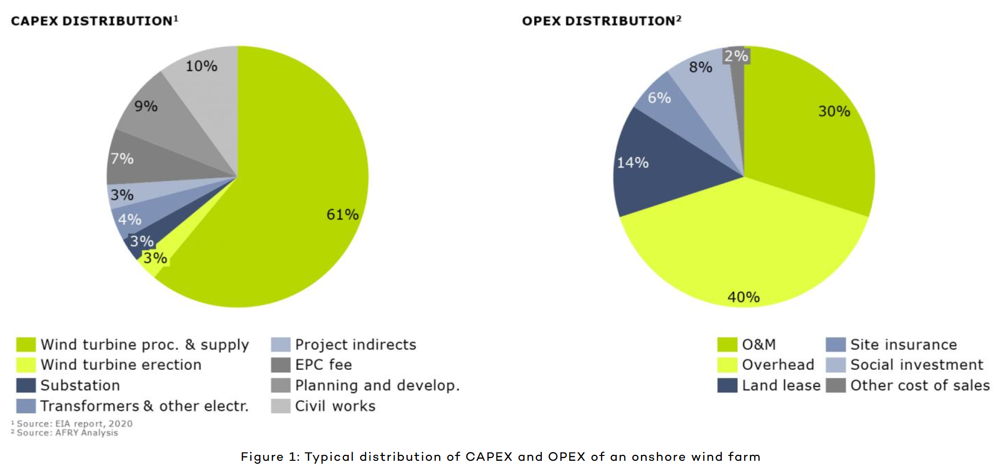 CAPEX DISTRIBUTION¹
OPEX DISTRIBUTION²
10%
9%
7%
3%
4%
3%
3%
61%
2%
8%
6%
14%
30%
40%
Wind turbine proc. & supply
Wind turbine erection
Substation
Transformers & other electr.
Project indirects
EPC fee
Planning and develop.
Civil works
O&M
Overhead
Land lease
Site insurance
Social investment
Other cost of sales
¹ Source: EIA report, 2020
² Source: AFRY Analysis
Figure 1: Typical distribution of CAPEX and OPEX of an onshore wind farm